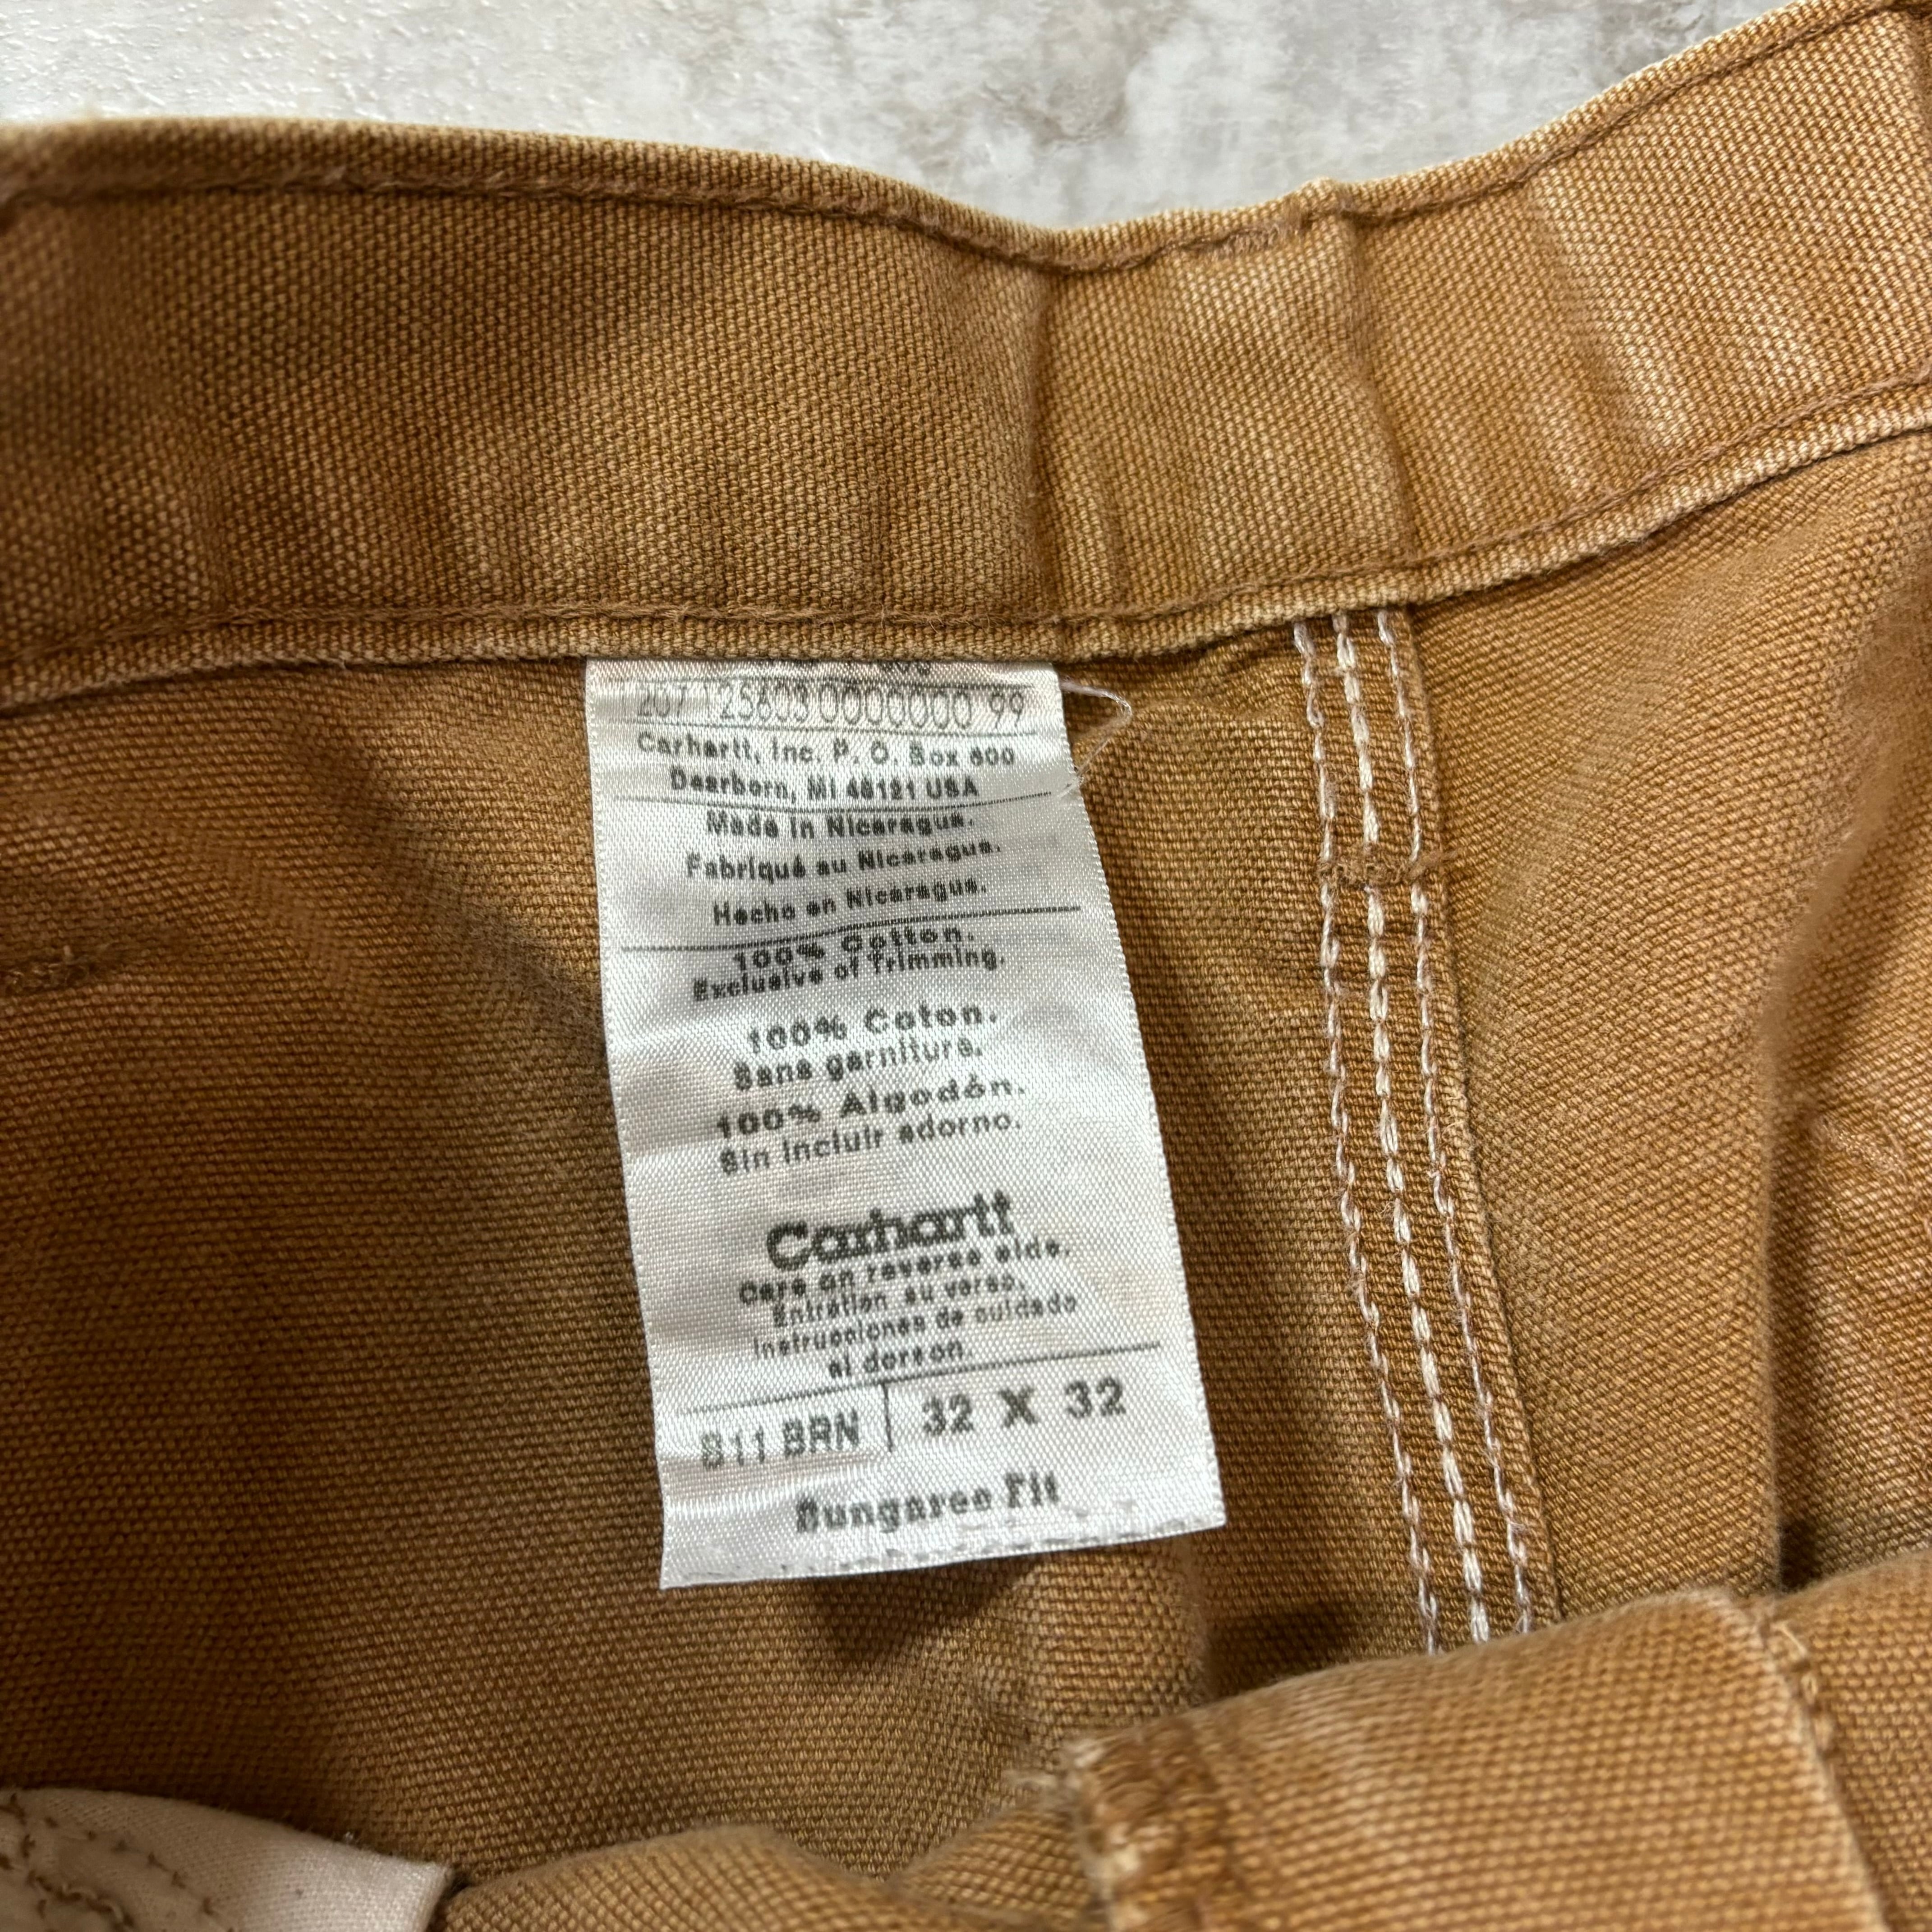 207 125603 0000000 99
Carhartt, Inc. P. O. Box 600
Dearborn, MI 48121 USA
Made in Nicaragua.
Fabriqué au Nicaragua.
Hecho en Nicaragua.
100% Cotton.
Exclusive of Trimming.
100% Coton.
Sans garniture.
100% Algodón.
Sin incluir adorno.
Carhartt
Care on reverse side.
Entretien au verso.
Instrucciones de cuidado
al dorson.
B11 BRN 32 X 32
Dungaree Fit